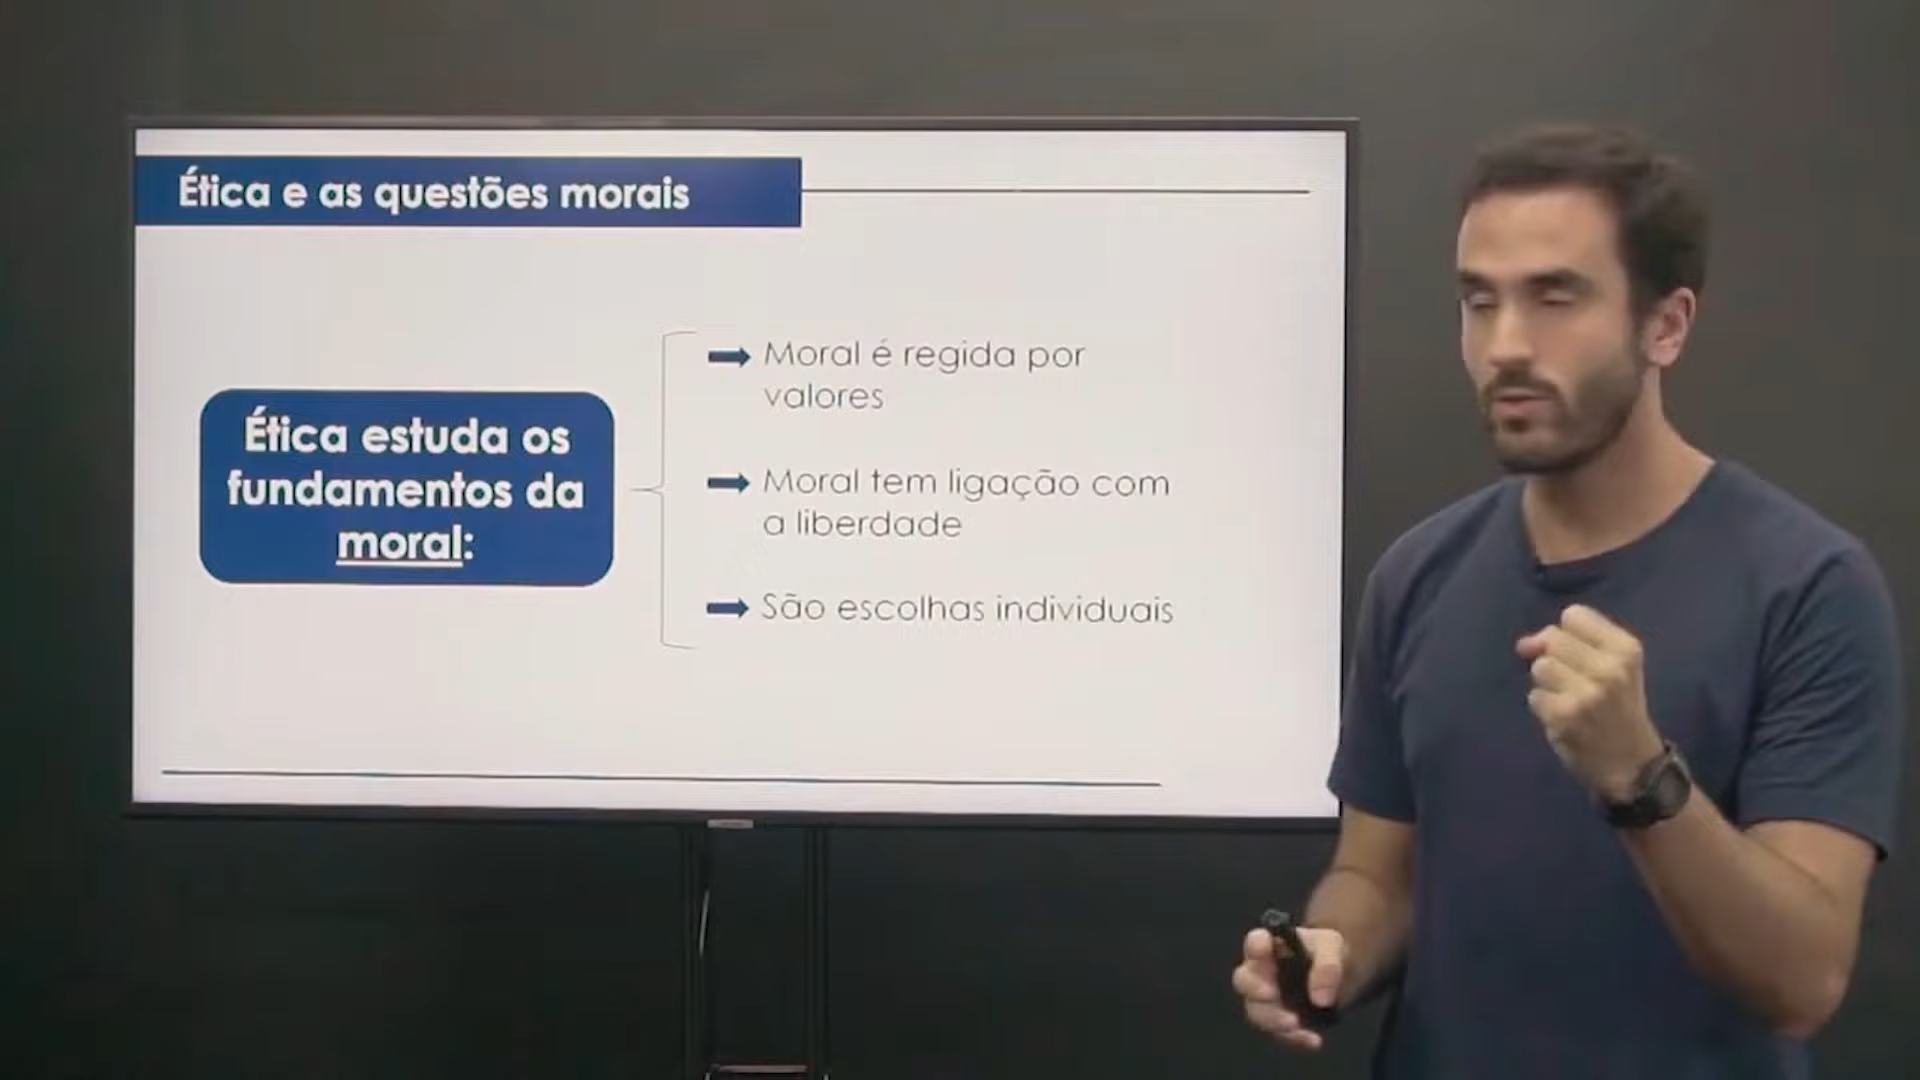 Ética e as questões morais
Ética estuda os
fundamentos da
moral:
Moral é regida por
valores
Moral tem ligação com
a liberdade
São escolhas individuais